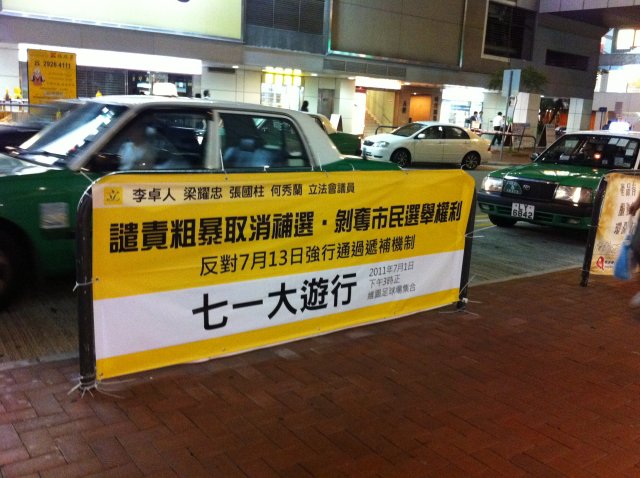 李卓人 梁耀忠 張國柱 何秀蘭 立法會議員
譴責粗暴取消補選・剝奪市民選舉權利
反對7月13日強行通過遞補機制
七一大遊行
2011年7月1日
下午3時正
維園足球場集合